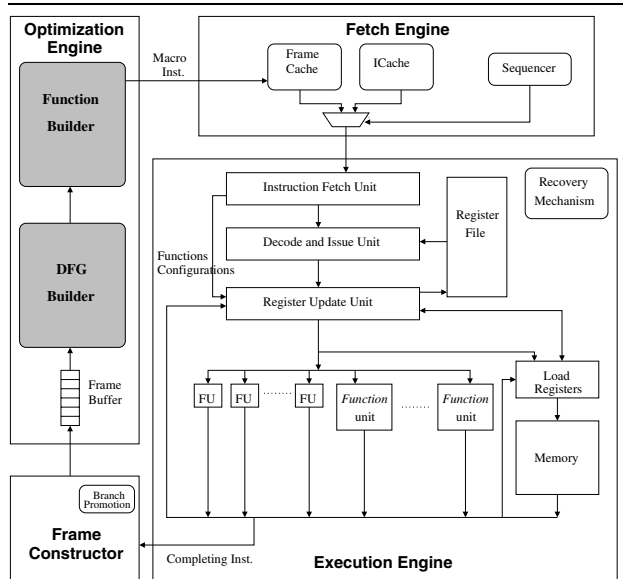 Optimization
Engine
Function
Builder
DFG
Builder
Frame
Buffer
Macro
Inst.
Fetch Engine
Frame
Cache
ICache
Sequencer
Instruction Fetch Unit
Recovery
Mechanism
Decode and Issue Unit
Register
File
Functions
Configurations
Register Update Unit
Load
Registers
FU
FU
FU
Function
unit
Function
unit
Memory
Branch
Promotion
Frame
Constructor
Completing Inst.
Execution Engine